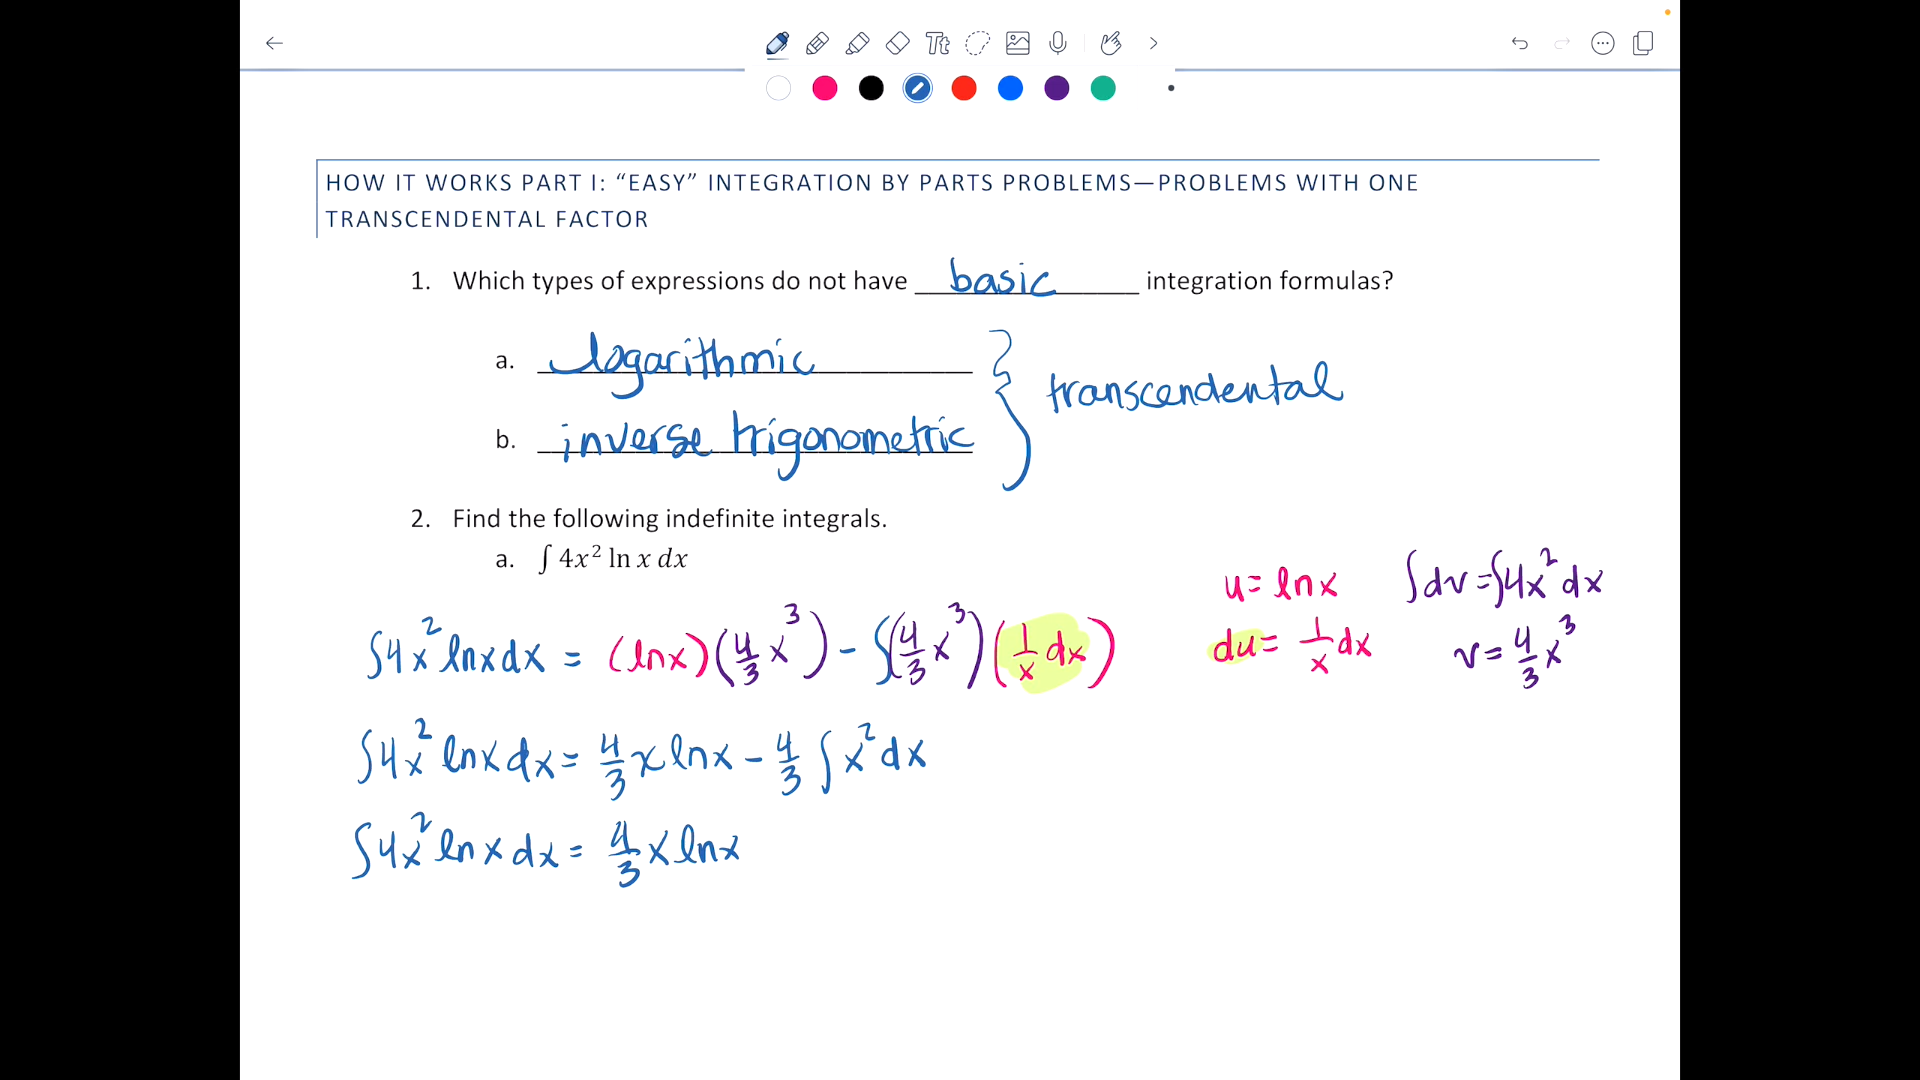 Tt
HOW IT WORKS PART I: “EASY” INTEGRATION BY PARTS PROBLEMS—PROBLEMS WITH ONE
TRANSCENDENTAL FACTOR
1. Which types of expressions do not have basic integration formulas?
a. logarithmic
b. inverse trigonometric
} transcendental
2. Find the following indefinite integrals.
a. ∫ 4x² ln x dx
u = ln x ∫dv = ∫4x² dx
du = 1/x dx v = 4/3 x³
∫4x² ln x dx = (ln x)(4/3 x³) - ∫(4/3 x³)(1/x dx)
∫4x² ln x dx = 4/3 x ln x - 4/3 ∫ x² dx
∫4x² ln x dx = 4/3 x ln x